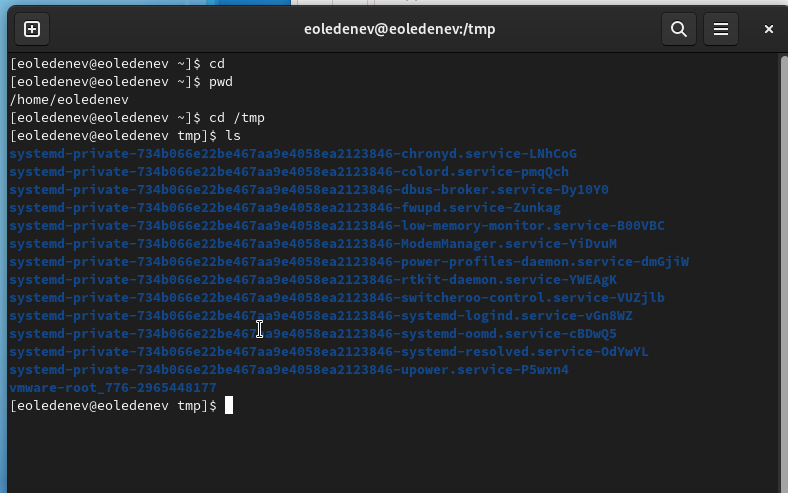 eoledenev@eoledenev:/tmp
[eoledenev@eoledenev ~]$ cd
[eoledenev@eoledenev ~]$ pwd
/home/eoledenev
[eoledenev@eoledenev ~]$ cd /tmp
[eoledenev@eoledenev tmp]$ ls
systemd-private-734b066e22be467aa9e4058ea2123846-chronyd.service-LNhCoG
systemd-private-734b066e22be467aa9e4058ea2123846-colord.service-pmqQch
systemd-private-734b066e22be467aa9e4058ea2123846-dbus-broker.service-Dy10Y0
systemd-private-734b066e22be467aa9e4058ea2123846-fwupd.service-Zunkag
systemd-private-734b066e22be467aa9e4058ea2123846-low-memory-monitor.service-B00VBC
systemd-private-734b066e22be467aa9e4058ea2123846-ModemManager.service-YiDvuM
systemd-private-734b066e22be467aa9e4058ea2123846-power-profiles-daemon.service-dmGjiW
systemd-private-734b066e22be467aa9e4058ea2123846-rtkit-daemon.service-YWEAgK
systemd-private-734b066e22be467aa9e4058ea2123846-switcheroo-control.service-VUZjlb
systemd-private-734b066e22be467aa9e4058ea2123846-systemd-logind.service-vGn8WZ
systemd-private-734b066e22be467aa9e4058ea2123846-systemd-oomd.service-cBDwQ5
systemd-private-734b066e22be467aa9e4058ea2123846-systemd-resolved.service-OdYwYL
systemd-private-734b066e22be467aa9e4058ea2123846-upower.service-P5wxn4
vmware-root_776-2965448177
[eoledenev@eoledenev tmp]$